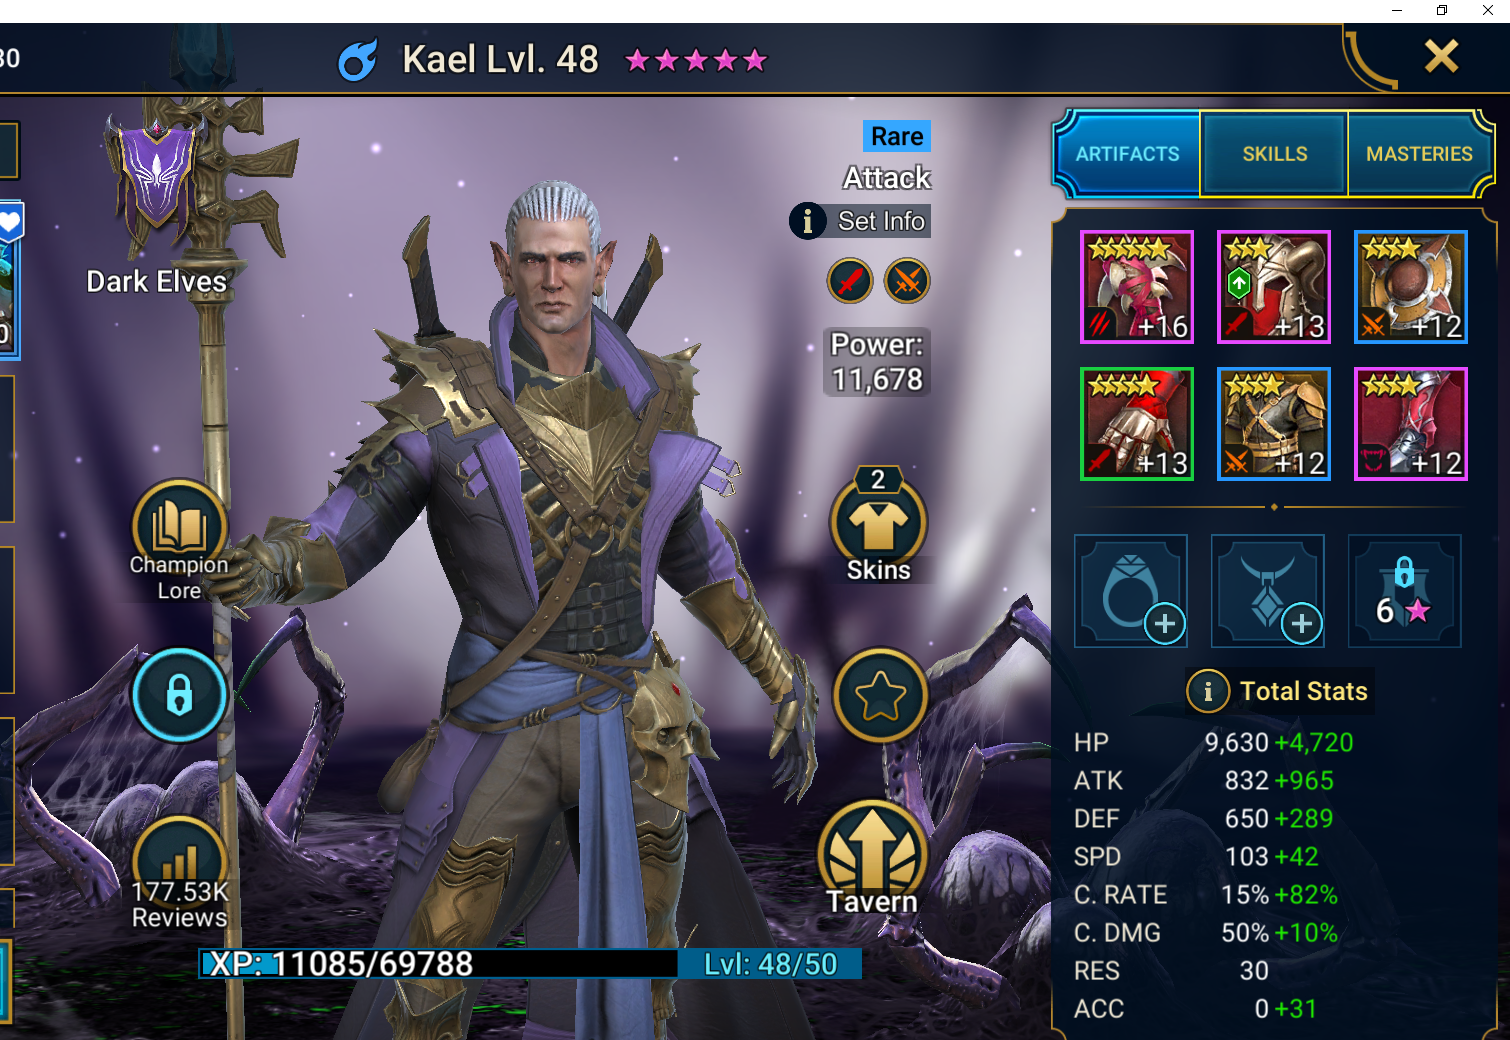 30
Kael Lvl. 48
Rare
Attack
Set Info
Dark Elves
Power:
11,678
0
2
Skins
Champion
Lore
177.53K
Reviews
Tavern
XP: 11085/69788
Lvl: 48/50
ARTIFACTS
SKILLS
MASTERIES
+16
+13
+12
+13
+12
+12
6
Total Stats
HP 9,630 +4,720
ATK 832 +965
DEF 650 +289
SPD 103 +42
C. RATE 15% +82%
C. DMG 50% +10%
RES 30
ACC 0 +31